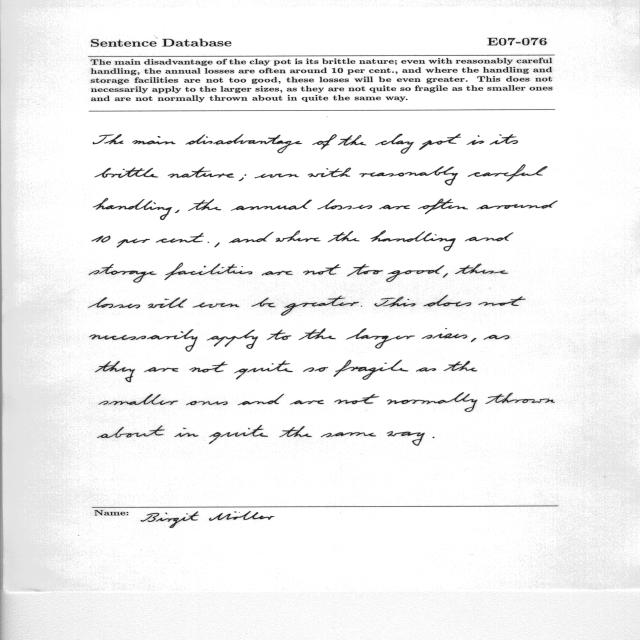 Sentence Database E07-076
The main disadvantage of the clay pot is its brittle nature; even with reasonably careful
handling, the annual losses are often around 10 per cent., and where the handling and
storage facilities are not too good, these losses will be even greater. This does not
necessarily apply to the larger sizes, as they are not quite so fragile as the smaller ones
and are not normally thrown about in quite the same way.
The main disadvantage of the clay pot is its
brittle nature; even with reasonably careful
handling, the annual losses are often around
10 per cent., and where the handling and
storage facilities are not too good, these
losses will even be greater. This does not
necessarily apply to the larger sizes, as
they are not quite so fragile as the
smaller ones and are not normally thrown
about in quite the same way.
Name: Birgit Möller